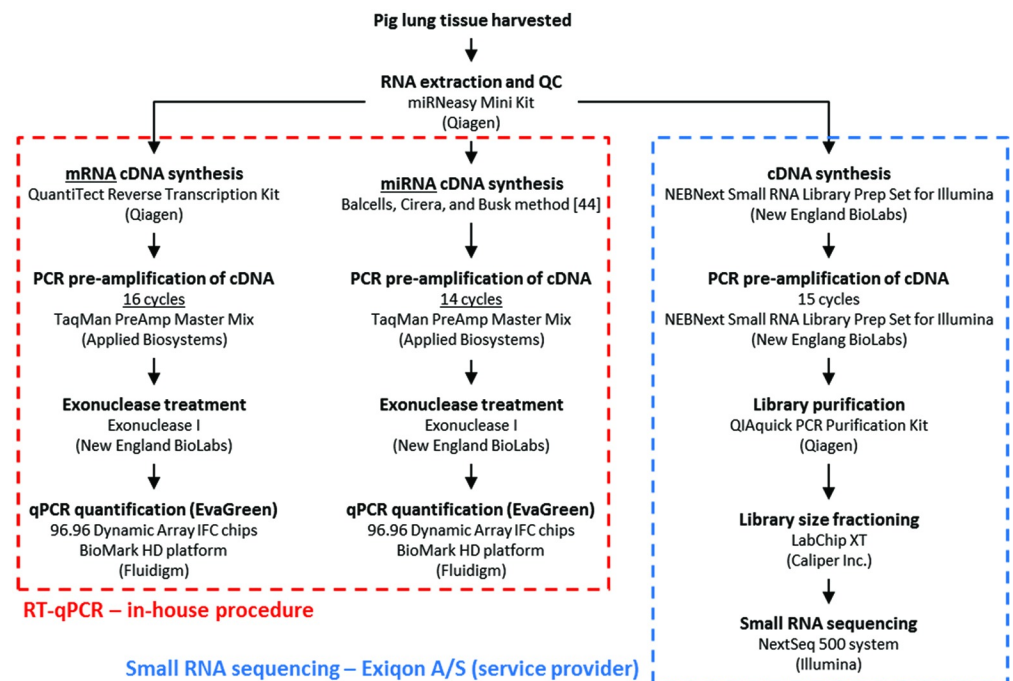 Pig lung tissue harvested
RNA extraction and QC
miRNeasy Mini Kit
(Qiagen)
mRNA cDNA synthesis
QuantiTect Reverse Transcription Kit
(Qiagen)
PCR pre-amplification of cDNA
16 cycles
TaqMan PreAmp Master Mix
(Applied Biosystems)
Exonuclease treatment
Exonuclease I
(New England BioLabs)
qPCR quantification (EvaGreen)
96.96 Dynamic Array IFC chips
BioMark HD platform
(Fluidigm)
miRNA cDNA synthesis
Balcells, Cirera, and Busk method [44]
PCR pre-amplification of cDNA
14 cycles
TaqMan PreAmp Master Mix
(Applied Biosystems)
Exonuclease treatment
Exonuclease I
(New England BioLabs)
qPCR quantification (EvaGreen)
96.96 Dynamic Array IFC chips
BioMark HD platform
(Fluidigm)
RT-qPCR – in-house procedure
cDNA synthesis
NEBNext Small RNA Library Prep Set for Illumina
(New England BioLabs)
PCR pre-amplification of cDNA
15 cycles
NEBNext Small RNA Library Prep Set for Illumina
(New Englang BioLabs)
Library purification
QIAquick PCR Purification Kit
(Qiagen)
Library size fractioning
LabChip XT
(Caliper Inc.)
Small RNA sequencing
NextSeq 500 system
(Illumina)
Small RNA sequencing – Exiqon A/S (service provider)